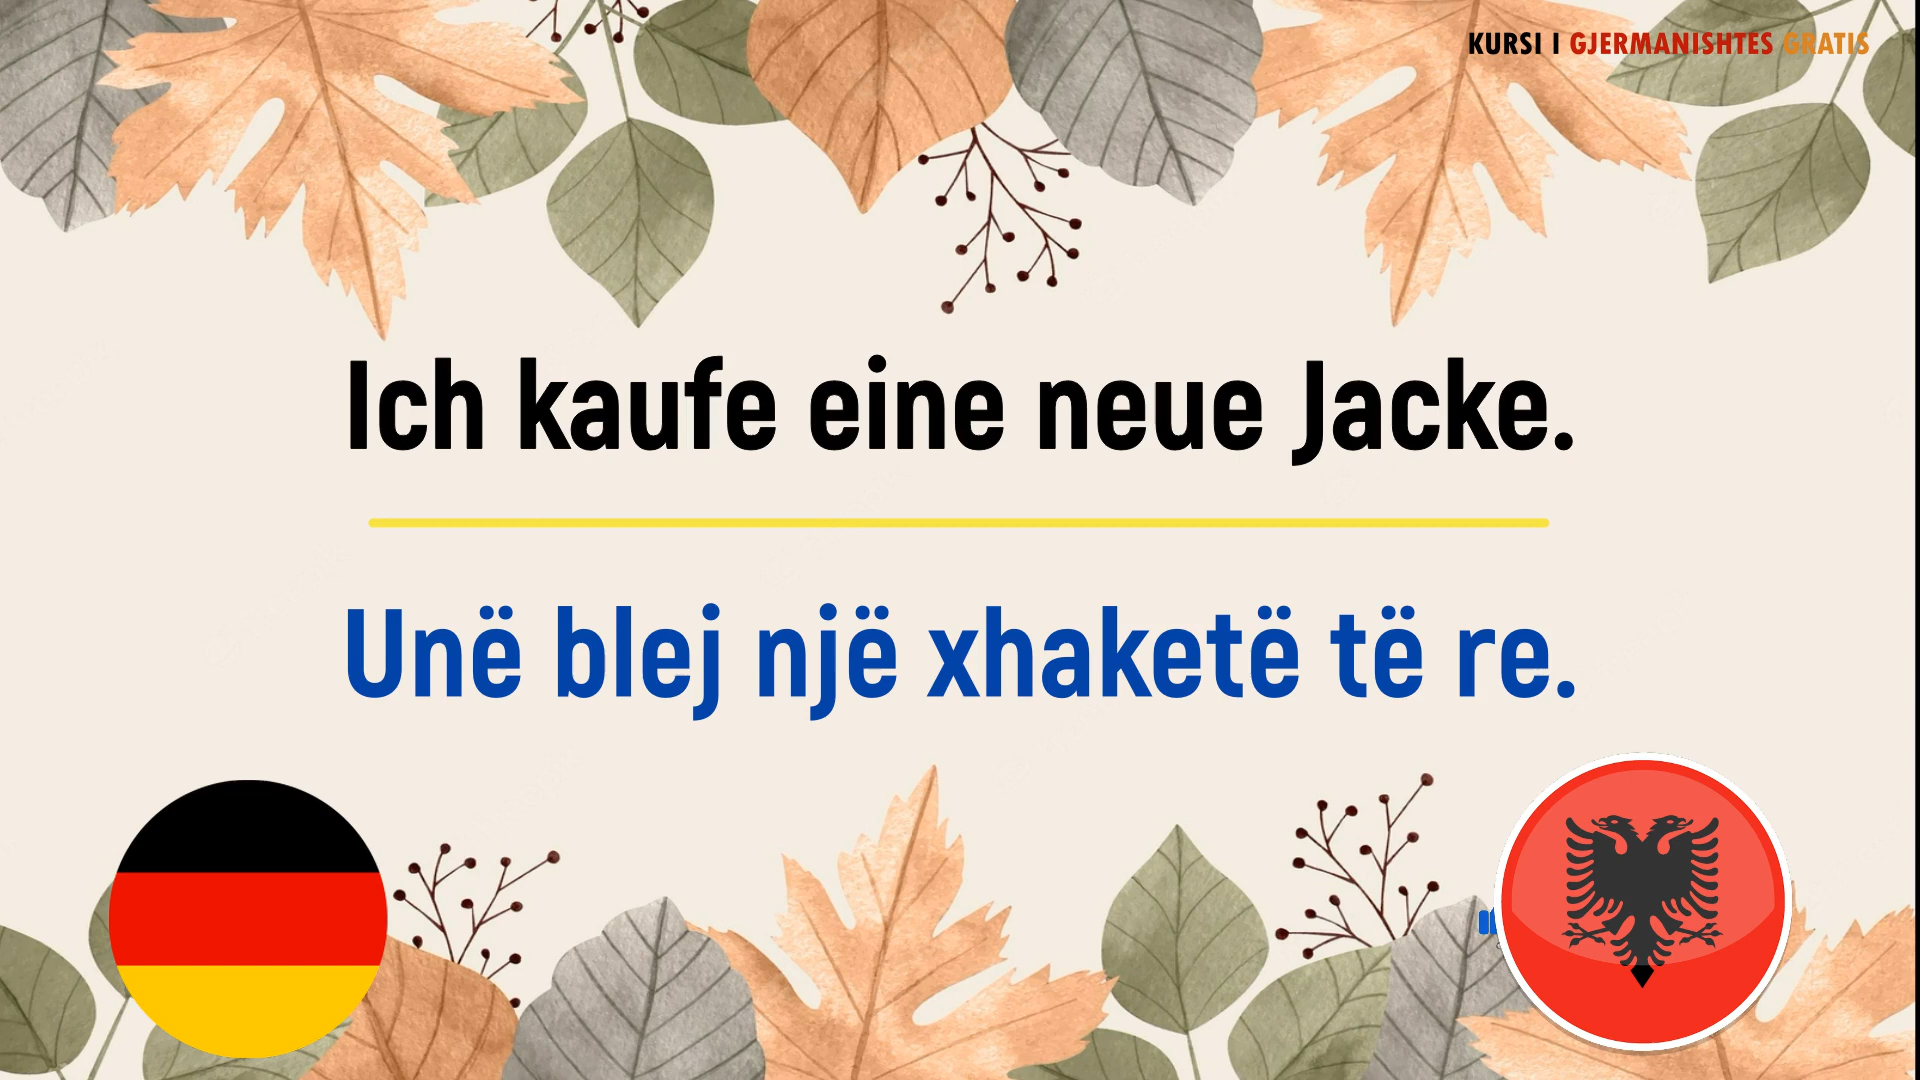 KURSI I GJERMANISHTES GRATIS
Ich kaufe eine neue Jacke.
Unë blej një xhaketë të re.